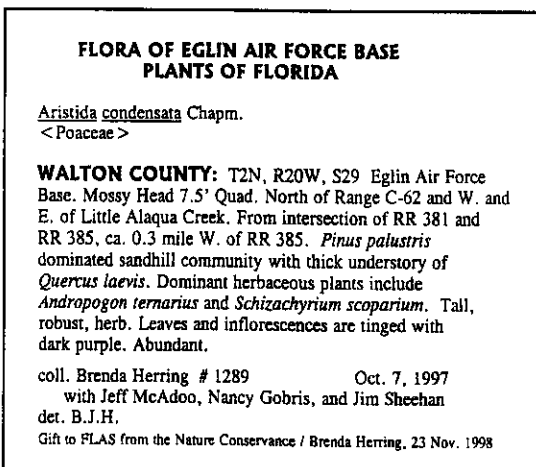 FLORA OF EGLIN AIR FORCE BASE
PLANTS OF FLORIDA
Aristida condensata Chapm.
<Poaceae>
WALTON COUNTY: T2N, R20W, S29 Eglin Air Force
Base. Mossy Head 7.5' Quad. North of Range C-62 and W. and
E. of Little Alaqua Creek. From intersection of RR 381 and
RR 385, ca. 0.3 mile W. of RR 385. Pinus palustris
dominated sandhill community with thick understory of
Quercus laevis. Dominant herbaceous plants include
Andropogon ternarius and Schizachyrium scoparium. Tall,
robust, herb. Leaves and inflorescences are tinged with
dark purple. Abundant.
coll. Brenda Herring # 1289 Oct. 7, 1997
with Jeff McAdoo, Nancy Gobris, and Jim Sheehan
det. B.J.H.
Gift to FLAS from the Nature Conservance / Brenda Herring, 23 Nov. 1998